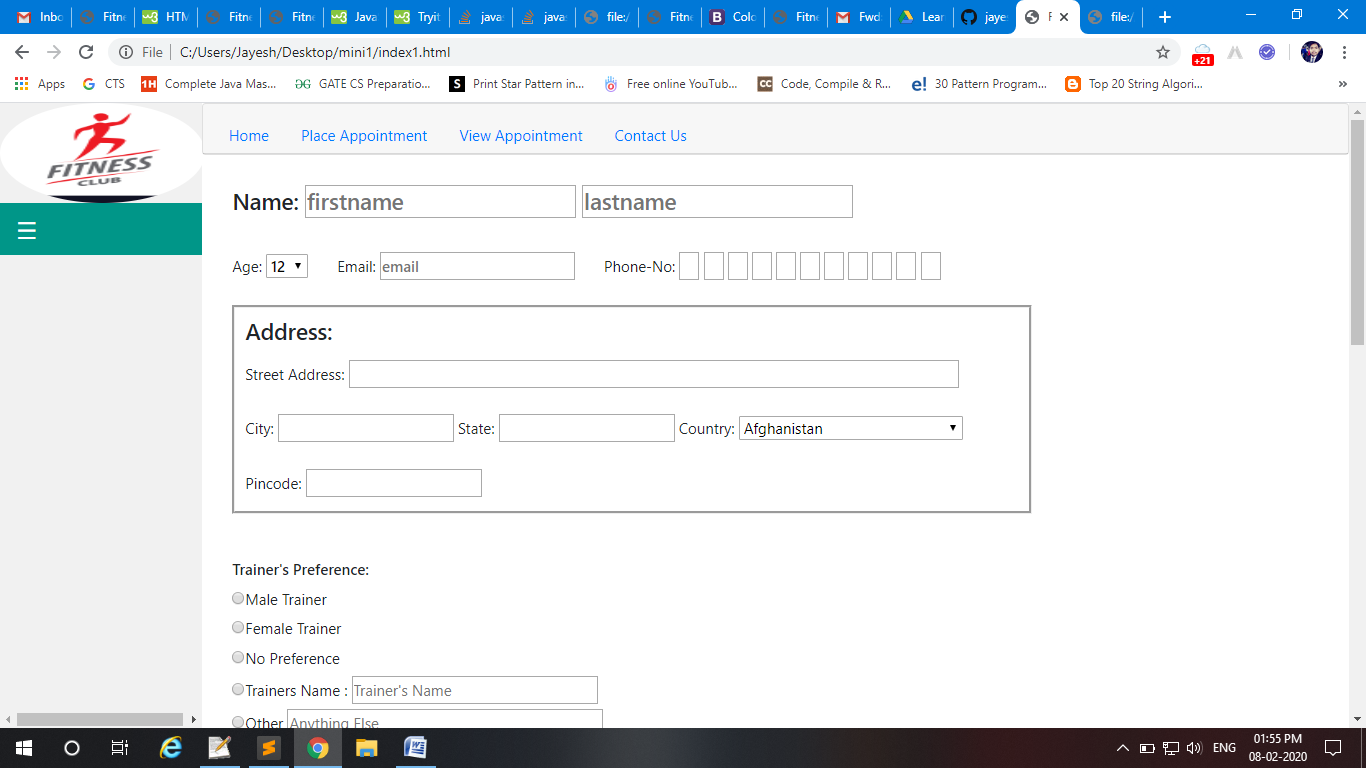 Inbo Fitne HTM Fitne Fitne Java Tryit java java file:/ Fitne Colo Fitne Fwd: Lear jaye F file:/
File C:/Users/Jayesh/Desktop/mini1/index1.html +21
Apps CTS Complete Java Mas... GATE CS Preparatio... Print Star Pattern in... Free online YouTub... Code, Compile & R... 30 Pattern Program... Top 20 String Algori... »
FITNESS
CLUB
Home Place Appointment View Appointment Contact Us
Name: firstname lastname
Age: 12 Email: email Phone-No:
Address:
Street Address:
City: State: Country: Afghanistan
Pincode:
Trainer's Preference:
Male Trainer
Female Trainer
No Preference
Trainers Name : Trainer's Name
Other Anything Else
ENG 01:55 PM
08-02-2020